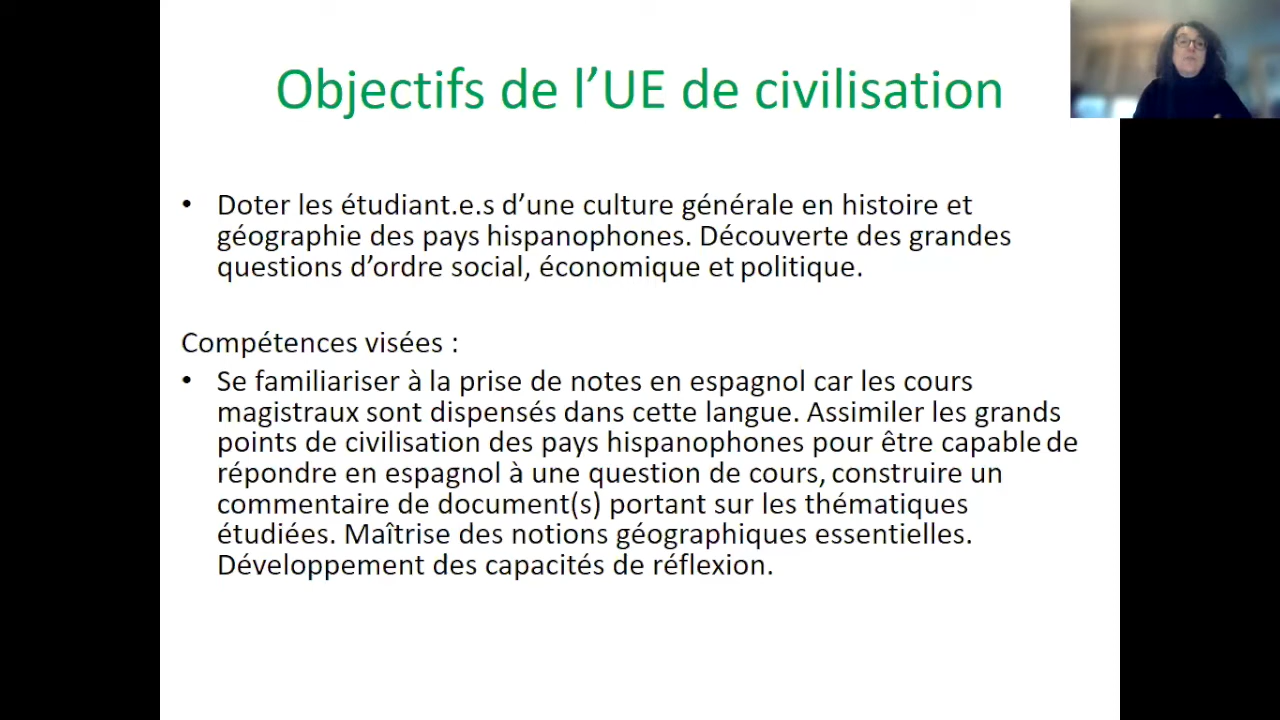 Objectifs de l’UE de civilisation
• Doter les étudiant.e.s d’une culture générale en histoire et
géographie des pays hispanophones. Découverte des grandes
questions d’ordre social, économique et politique.
Compétences visées :
• Se familiariser à la prise de notes en espagnol car les cours
magistraux sont dispensés dans cette langue. Assimiler les grands
points de civilisation des pays hispanophones pour être capable de
répondre en espagnol à une question de cours, construire un
commentaire de document(s) portant sur les thématiques
étudiées. Maîtrise des notions géographiques essentielles.
Développement des capacités de réflexion.